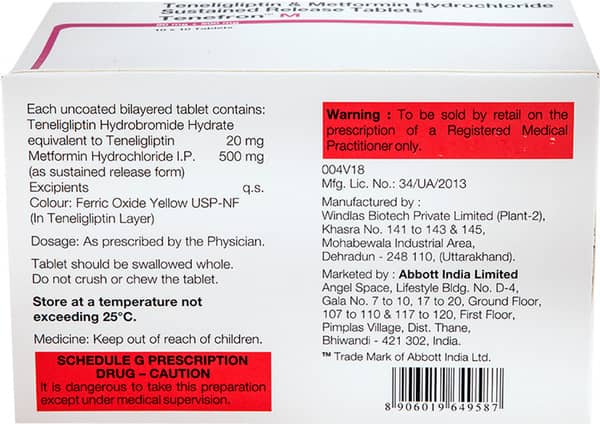 Teneligliptin & Metformin Hydrochloride
Sustained Release Tablets
Tenefron™ M
20 mg + 500 mg
10 x 10 Tablets
Each uncoated bilayered tablet contains:
Teneligliptin Hydrobromide Hydrate
equivalent to Teneligliptin 20 mg
Metformin Hydrochloride I.P. 500 mg
(as sustained release form)
Excipients q.s.
Colour: Ferric Oxide Yellow USP-NF
(In Teneligliptin Layer)
Dosage: As prescribed by the Physician.
Tablet should be swallowed whole.
Do not crush or chew the tablet.
Store at a temperature not
exceeding 25°C.
Medicine: Keep out of reach of children.
SCHEDULE G PRESCRIPTION
DRUG – CAUTION
It is dangerous to take this preparation
except under medical supervision.
Warning : To be sold by retail on the
prescription of a Registered Medical
Practitioner only.
004V18
Mfg. Lic. No.: 34/UA/2013
Manufactured by :
Windlas Biotech Private Limited (Plant-2),
Khasra No. 141 to 143 & 145,
Mohabewala Industrial Area,
Dehradun - 248 110, (Uttarakhand).
Marketed by : Abbott India Limited
Angel Space, Lifestyle Bldg. No. D-4,
Gala No. 7 to 10, 17 to 20, Ground Floor,
107 to 110 & 117 to 120, First Floor,
Pimplas Village, Dist. Thane,
Bhiwandi - 421 302, India.
™ Trade Mark of Abbott India Ltd.
8 906019 649587